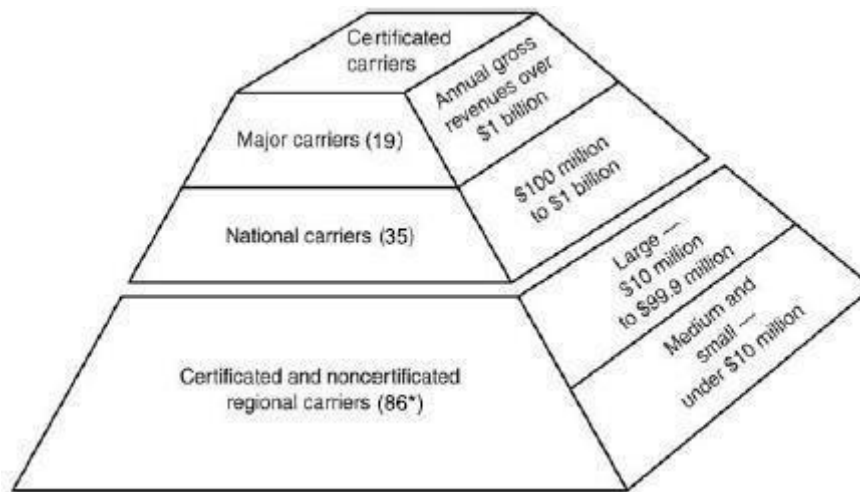 Certificated
carriers
Annual gross
revenues over
$1 billion
Major carriers (19)
$100 million
to $1 billion
National carriers (35)
Large —
$10 million
to $99.9 million
Certificated and noncertificated
regional carriers (86*)
Medium and
small —
under $10 million